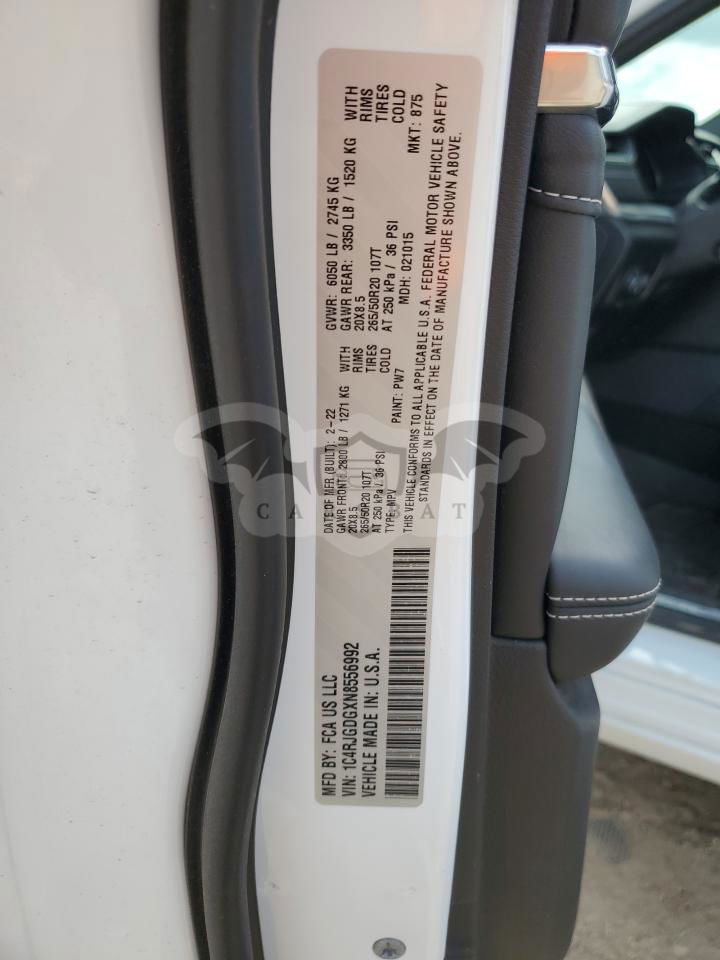 MFD BY: FCA US LLC
DATE OF MFR.(BUILT): 2-22
GVWR: 6050 LB / 2745 KG
GAWR FRONT: 2800 LB / 1271 KG WITH
GAWR REAR: 3350 LB / 1520 KG WITH
20X8.5 RIMS
20X8.5 RIMS
265/50R20 107T TIRES
265/50R20 107T TIRES
AT 250 kPa / 36 PSI COLD
AT 250 kPa / 36 PSI COLD
VIN: 1C4RJGDGXN8556992
TYPE: MPV
PAINT: PW7
MDH: 021015
MKT: 875
VEHICLE MADE IN: U.S.A.
THIS VEHICLE CONFORMS TO ALL APPLICABLE U.S.A. FEDERAL MOTOR VEHICLE SAFETY
STANDARDS IN EFFECT ON THE DATE OF MANUFACTURE SHOWN ABOVE.